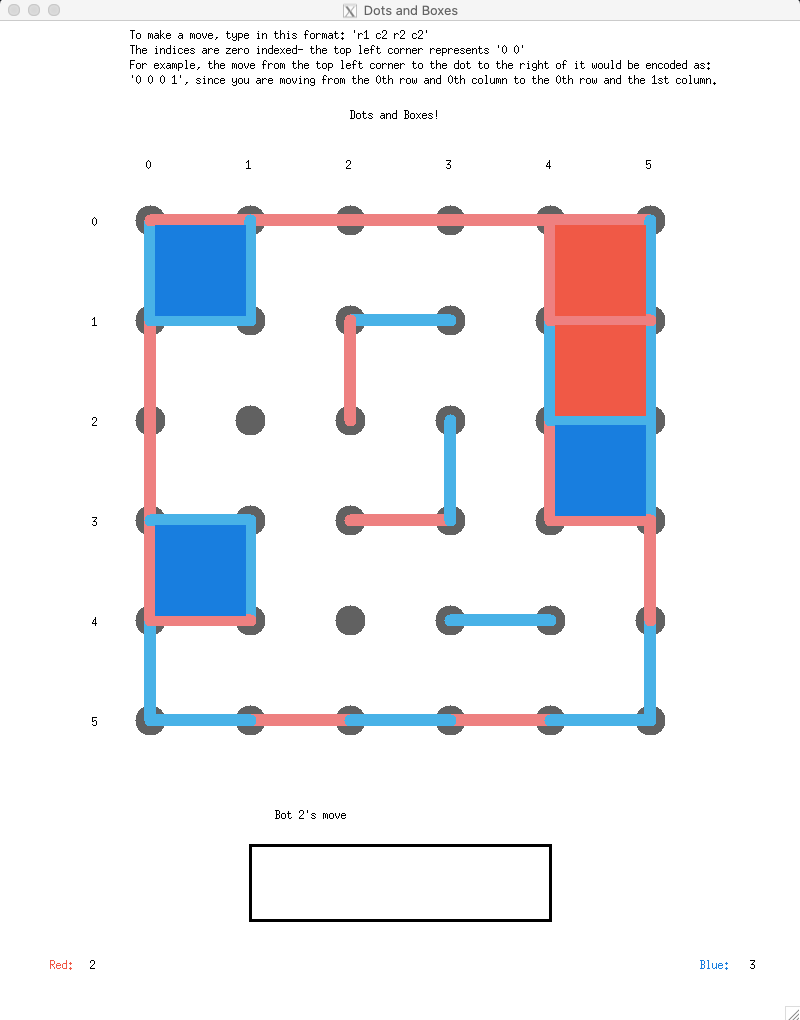 Dots and Boxes
To make a move, type in this format: 'r1 c2 r2 c2'
The indices are zero indexed- the top left corner represents '0 0'
For example, the move from the top left corner to the dot to the right of it would be encoded as:
'0 0 0 1', since you are moving from the 0th row and 0th column to the 0th row and the 1st column.
Dots and Boxes!
0 1 2 3 4 5
0
1
2
3
4
5
Bot 2's move
Red: 2 Blue: 3